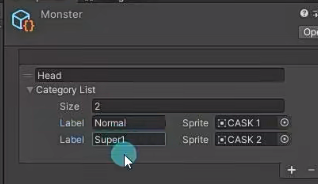 Monster
Ope
Head
Category List
Size 2
Label Normal Sprite CASK 1
Label Super1 Sprite CASK 2